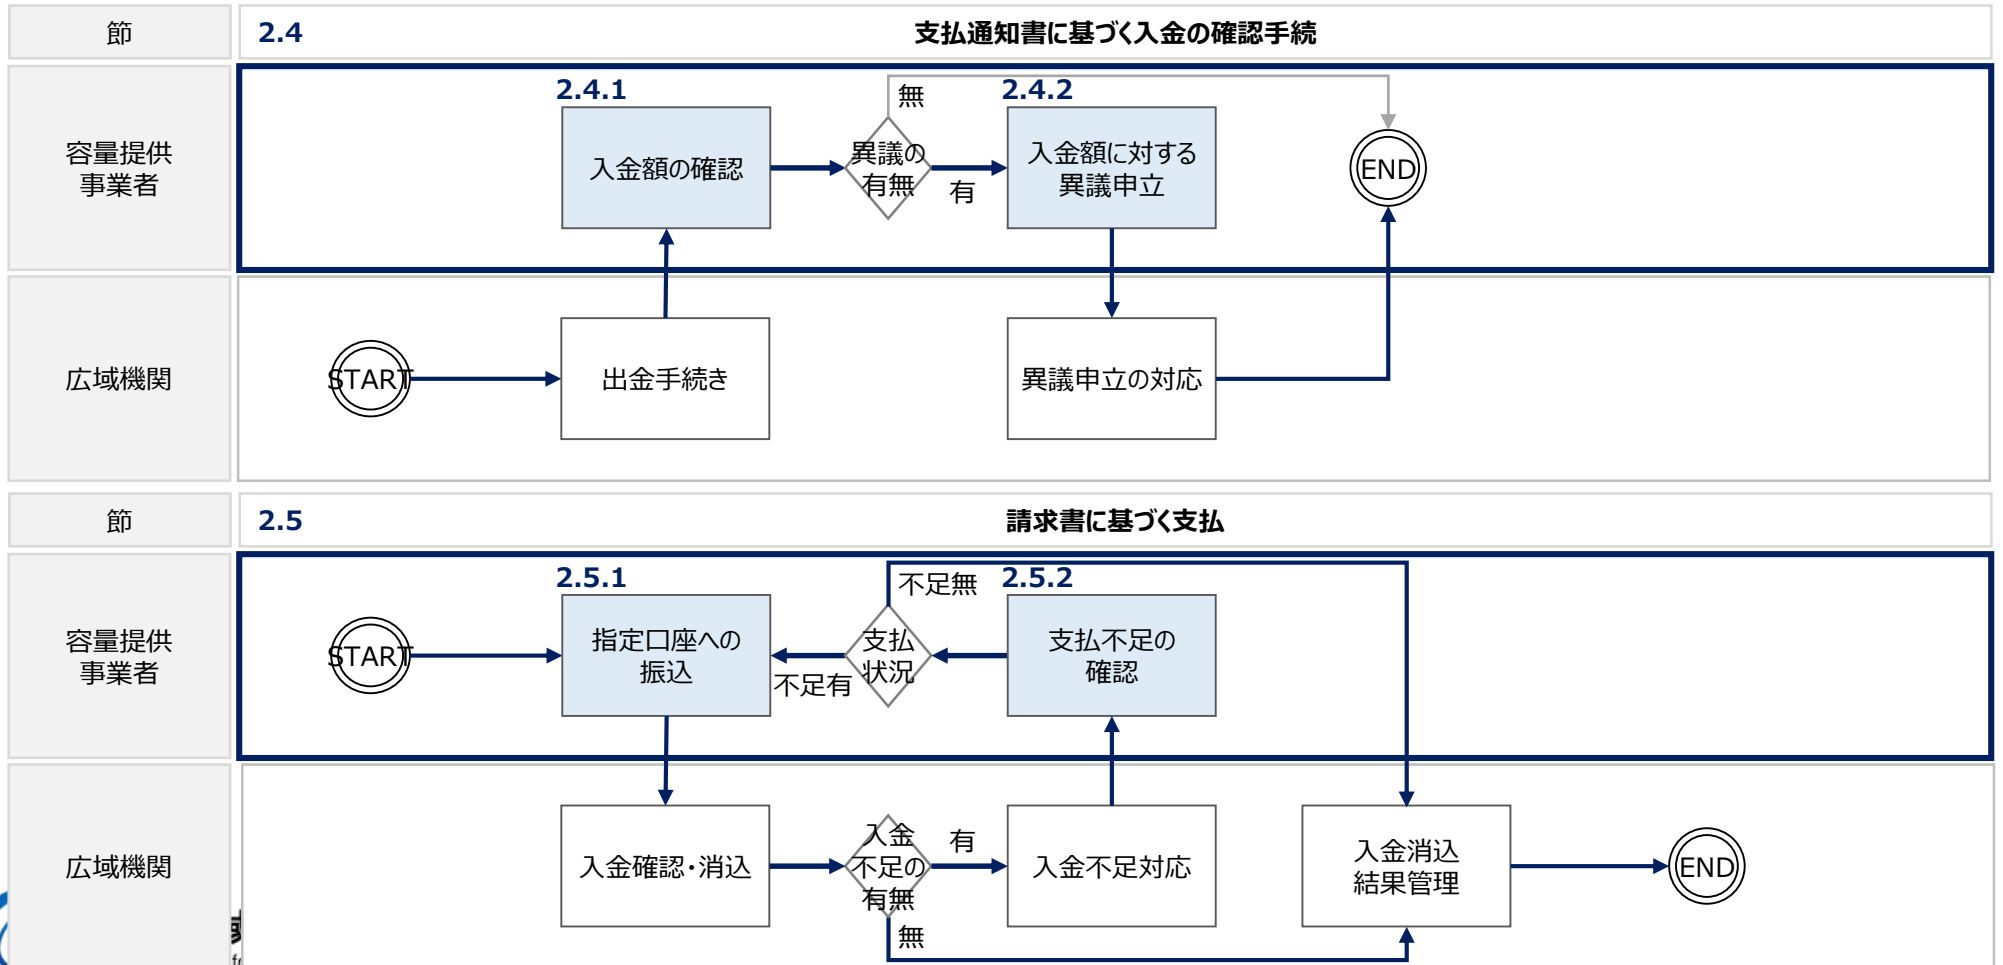 節
2.4
支払通知書に基づく入金の確認手続
容量提供
事業者
2.4.1
入金額の確認
無
異議の
有無
有
2.4.2
入金額に対する
異議申立
END
広域機関
START
出金手続き
異議申立の対応
節
2.5
請求書に基づく支払
容量提供
事業者
START
2.5.1
指定口座への
振込
不足有
不足無
支払
状況
2.5.2
支払不足の
確認
広域機関
入金確認・消込
入金
不足の
有無
有
無
入金不足対応
入金消込
結果管理
END